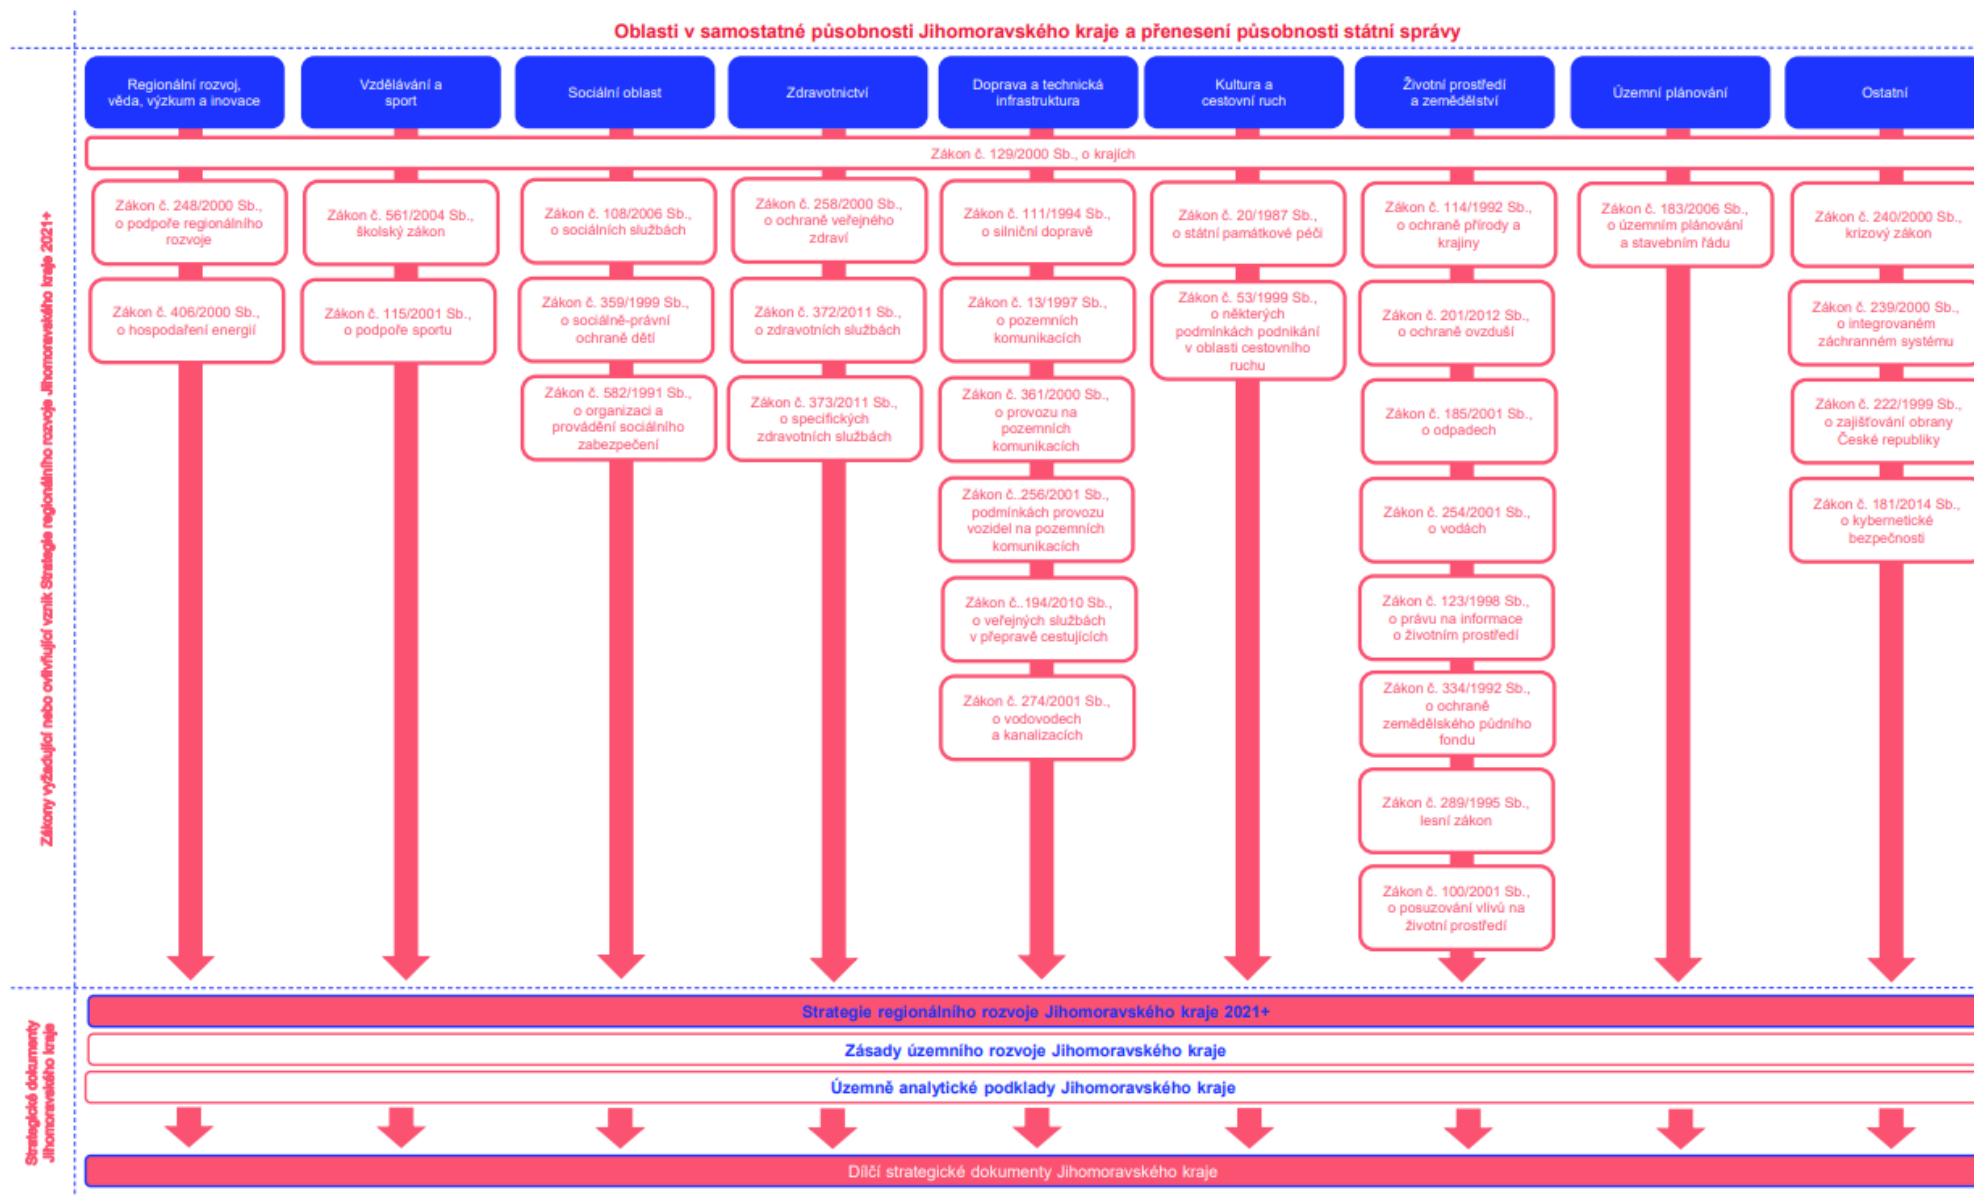 Oblasti v samostatné působnosti Jihomoravského kraje a přenesení působnosti státní správy
Regionální rozvoj,
věda, výzkum a inovace
Vzdělávání a
sport
Sociální oblast
Zdravotnictví
Doprava a technická
infrastruktura
Kultura a
cestovní ruch
Životní prostředí
a zemědělství
Územní plánování
Ostatní
Zákony vyžadující nebo ovlivňující vznik Strategie regionálního rozvoje Jihomoravského kraje 2021+
Zákon č. 129/2000 Sb., o krajích
Zákon č. 248/2000 Sb.,
o podpoře regionálního
rozvoje
Zákon č. 406/2000 Sb.,
o hospodaření energií
Zákon č. 561/2004 Sb.,
školský zákon
Zákon č. 115/2001 Sb.,
o podpoře sportu
Zákon č. 108/2006 Sb.,
o sociálních službách
Zákon č. 359/1999 Sb.,
o sociálně-právní
ochraně dětí
Zákon č. 582/1991 Sb.,
o organizaci a
provádění sociálního
zabezpečení
Zákon č. 258/2000 Sb.,
o ochraně veřejného
zdraví
Zákon č. 372/2011 Sb.,
o zdravotních službách
Zákon č. 373/2011 Sb.,
o specifických
zdravotních službách
Zákon č. 111/1994 Sb.,
o silniční dopravě
Zákon č. 13/1997 Sb.,
o pozemních
komunikacích
Zákon č. 361/2000 Sb.,
o provozu na
pozemních
komunikacích
Zákon č..256/2001 Sb.,
podmínkách provozu
vozidel na pozemních
komunikacích
Zákon č..194/2010 Sb.,
o veřejných službách
v přepravě cestujících
Zákon č. 274/2001 Sb.,
o vodovodech
a kanalizacích
Zákon č. 20/1987 Sb.,
o státní památkové péči
Zákon č. 53/1999 Sb.,
o některých
podmínkách podnikání
v oblasti cestovního
ruchu
Zákon č. 114/1992 Sb.,
o ochraně přírody a
krajiny
Zákon č. 201/2012 Sb.,
o ochraně ovzduší
Zákon č. 185/2001 Sb.,
o odpadech
Zákon č. 254/2001 Sb.,
o vodách
Zákon č. 123/1998 Sb.,
o právu na informace
o životním prostředí
Zákon č. 334/1992 Sb.,
o ochraně
zemědělského půdního
fondu
Zákon č. 289/1995 Sb.,
lesní zákon
Zákon č. 100/2001 Sb.,
o posuzování vlivů na
životní prostředí
Zákon č. 183/2006 Sb.,
o územním plánování
a stavebním řádu
Zákon č. 240/2000 Sb.,
krizový zákon
Zákon č. 239/2000 Sb.,
o integrovaném
záchranném systému
Zákon č. 222/1999 Sb.,
o zajišťování obrany
České republiky
Zákon č. 181/2014 Sb.,
o kybernetické
bezpečnosti
Strategické dokumenty
Jihomoravského kraje
Strategie regionálního rozvoje Jihomoravského kraje 2021+
Zásady územního rozvoje Jihomoravského kraje
Územně analytické podklady Jihomoravského kraje
Dílčí strategické dokumenty Jihomoravského kraje